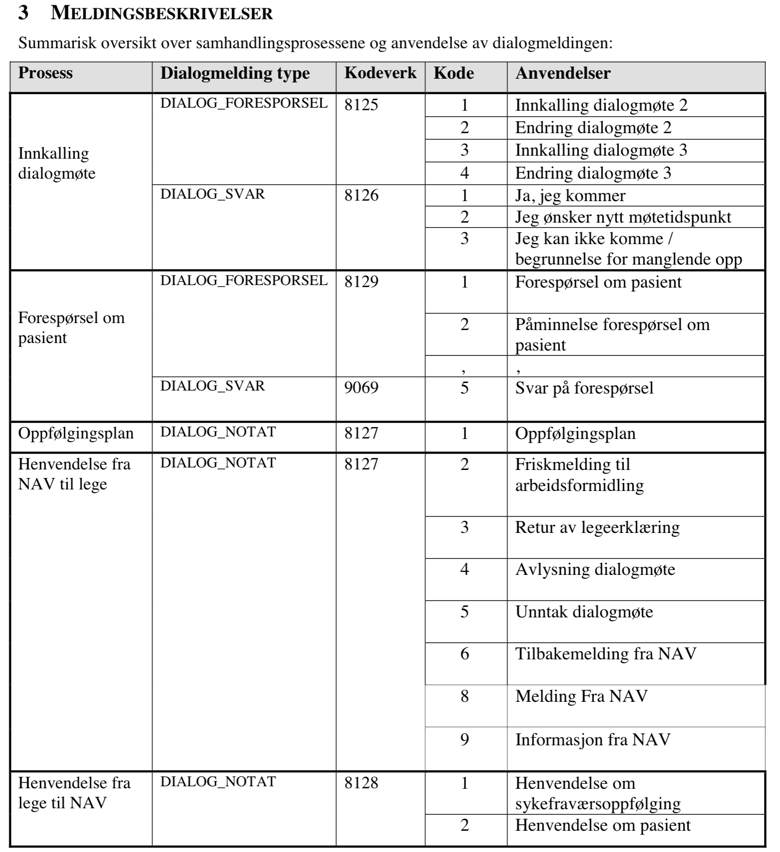 3 MELDINGSBESKRIVELSER
Summarisk oversikt over samhandlingsprosessene og anvendelse av dialogmeldingen:
Prosess Dialogmelding type Kodeverk Kode Anvendelser
Innkalling
dialogmøte
DIALOG_FORESPORSEL 8125 1 Innkalling dialogmøte 2
2 Endring dialogmøte 2
3 Innkalling dialogmøte 3
4 Endring dialogmøte 3
DIALOG_SVAR 8126 1 Ja, jeg kommer
2 Jeg ønsker nytt møtetidspunkt
3 Jeg kan ikke komme /
begrunnelse for manglende opp
Forespørsel om
pasient
DIALOG_FORESPORSEL 8129 1 Forespørsel om pasient
2 Påminnelse forespørsel om
pasient
, ,
DIALOG_SVAR 9069 5 Svar på forespørsel
Oppfølgingsplan DIALOG_NOTAT 8127 1 Oppfølgingsplan
Henvendelse fra
NAV til lege
DIALOG_NOTAT 8127 2 Friskmelding til
arbeidsformidling
3 Retur av legeerklæring
4 Avlysning dialogmøte
5 Unntak dialogmøte
6 Tilbakemelding fra NAV
8 Melding Fra NAV
9 Informasjon fra NAV
Henvendelse fra
lege til NAV
DIALOG_NOTAT 8128 1 Henvendelse om
sykefraværsoppfølging
2 Henvendelse om pasient